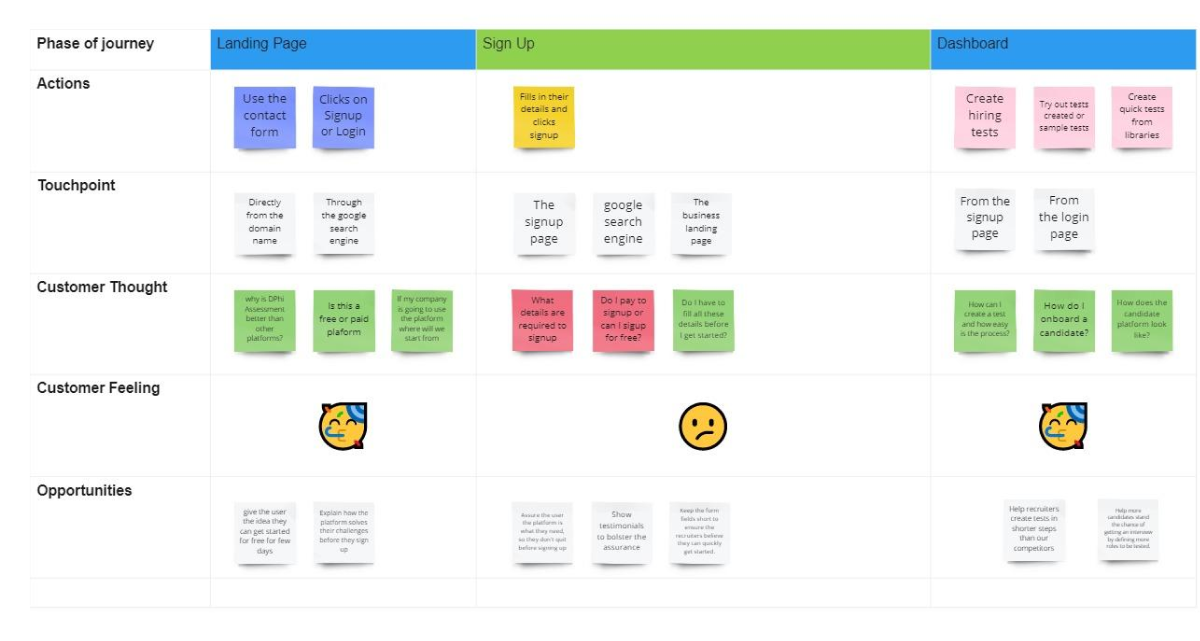 Phase of journey
Landing Page
Sign Up
Dashboard
Actions
Use the
contact
form
Clicks on
Signup
or Login
Fills in their
details and
clicks
signup
Create
hiring
tests
Try out tests
created or
sample tests
Create
quick tests
from
libraries
Touchpoint
Directly
from the
domain
name
Through
the google
search
engine
The
signup
page
google
search
engine
The
business
landing
page
From the
signup
page
From
the login
page
Customer Thought
why is DPhi
Assessment
better than
other
platforms?
Is this a
free or paid
plaform
If my company
is going to use
the platform
where will we
start from
What
details are
required to
signup
Do I pay to
signup or
can I sigup
for free?
Do I have to
fill all these
details before
I get started?
How can I
create a test
and how easy
is the process?
How do I
onboard a
candidate?
How does the
candidate
platform look
like?
Customer Feeling
Opportunities
give the user
the idea they
can get started
for free for few
days
Explain how the
platform solves
their challenges
before they sign
up
Assure the user
the platform is
what they need,
so they don't quit
before signing up
Show
testimonials
to bolster the
assurance
Keep the form
fields short to
ensure the
recruiters believe
they can quickly
get started.
Help recruiters
create tests in
shorter steps
than our
competitors
Help more
candidates stand
the chance of
getting an interview
by defining more
roles to be tested.